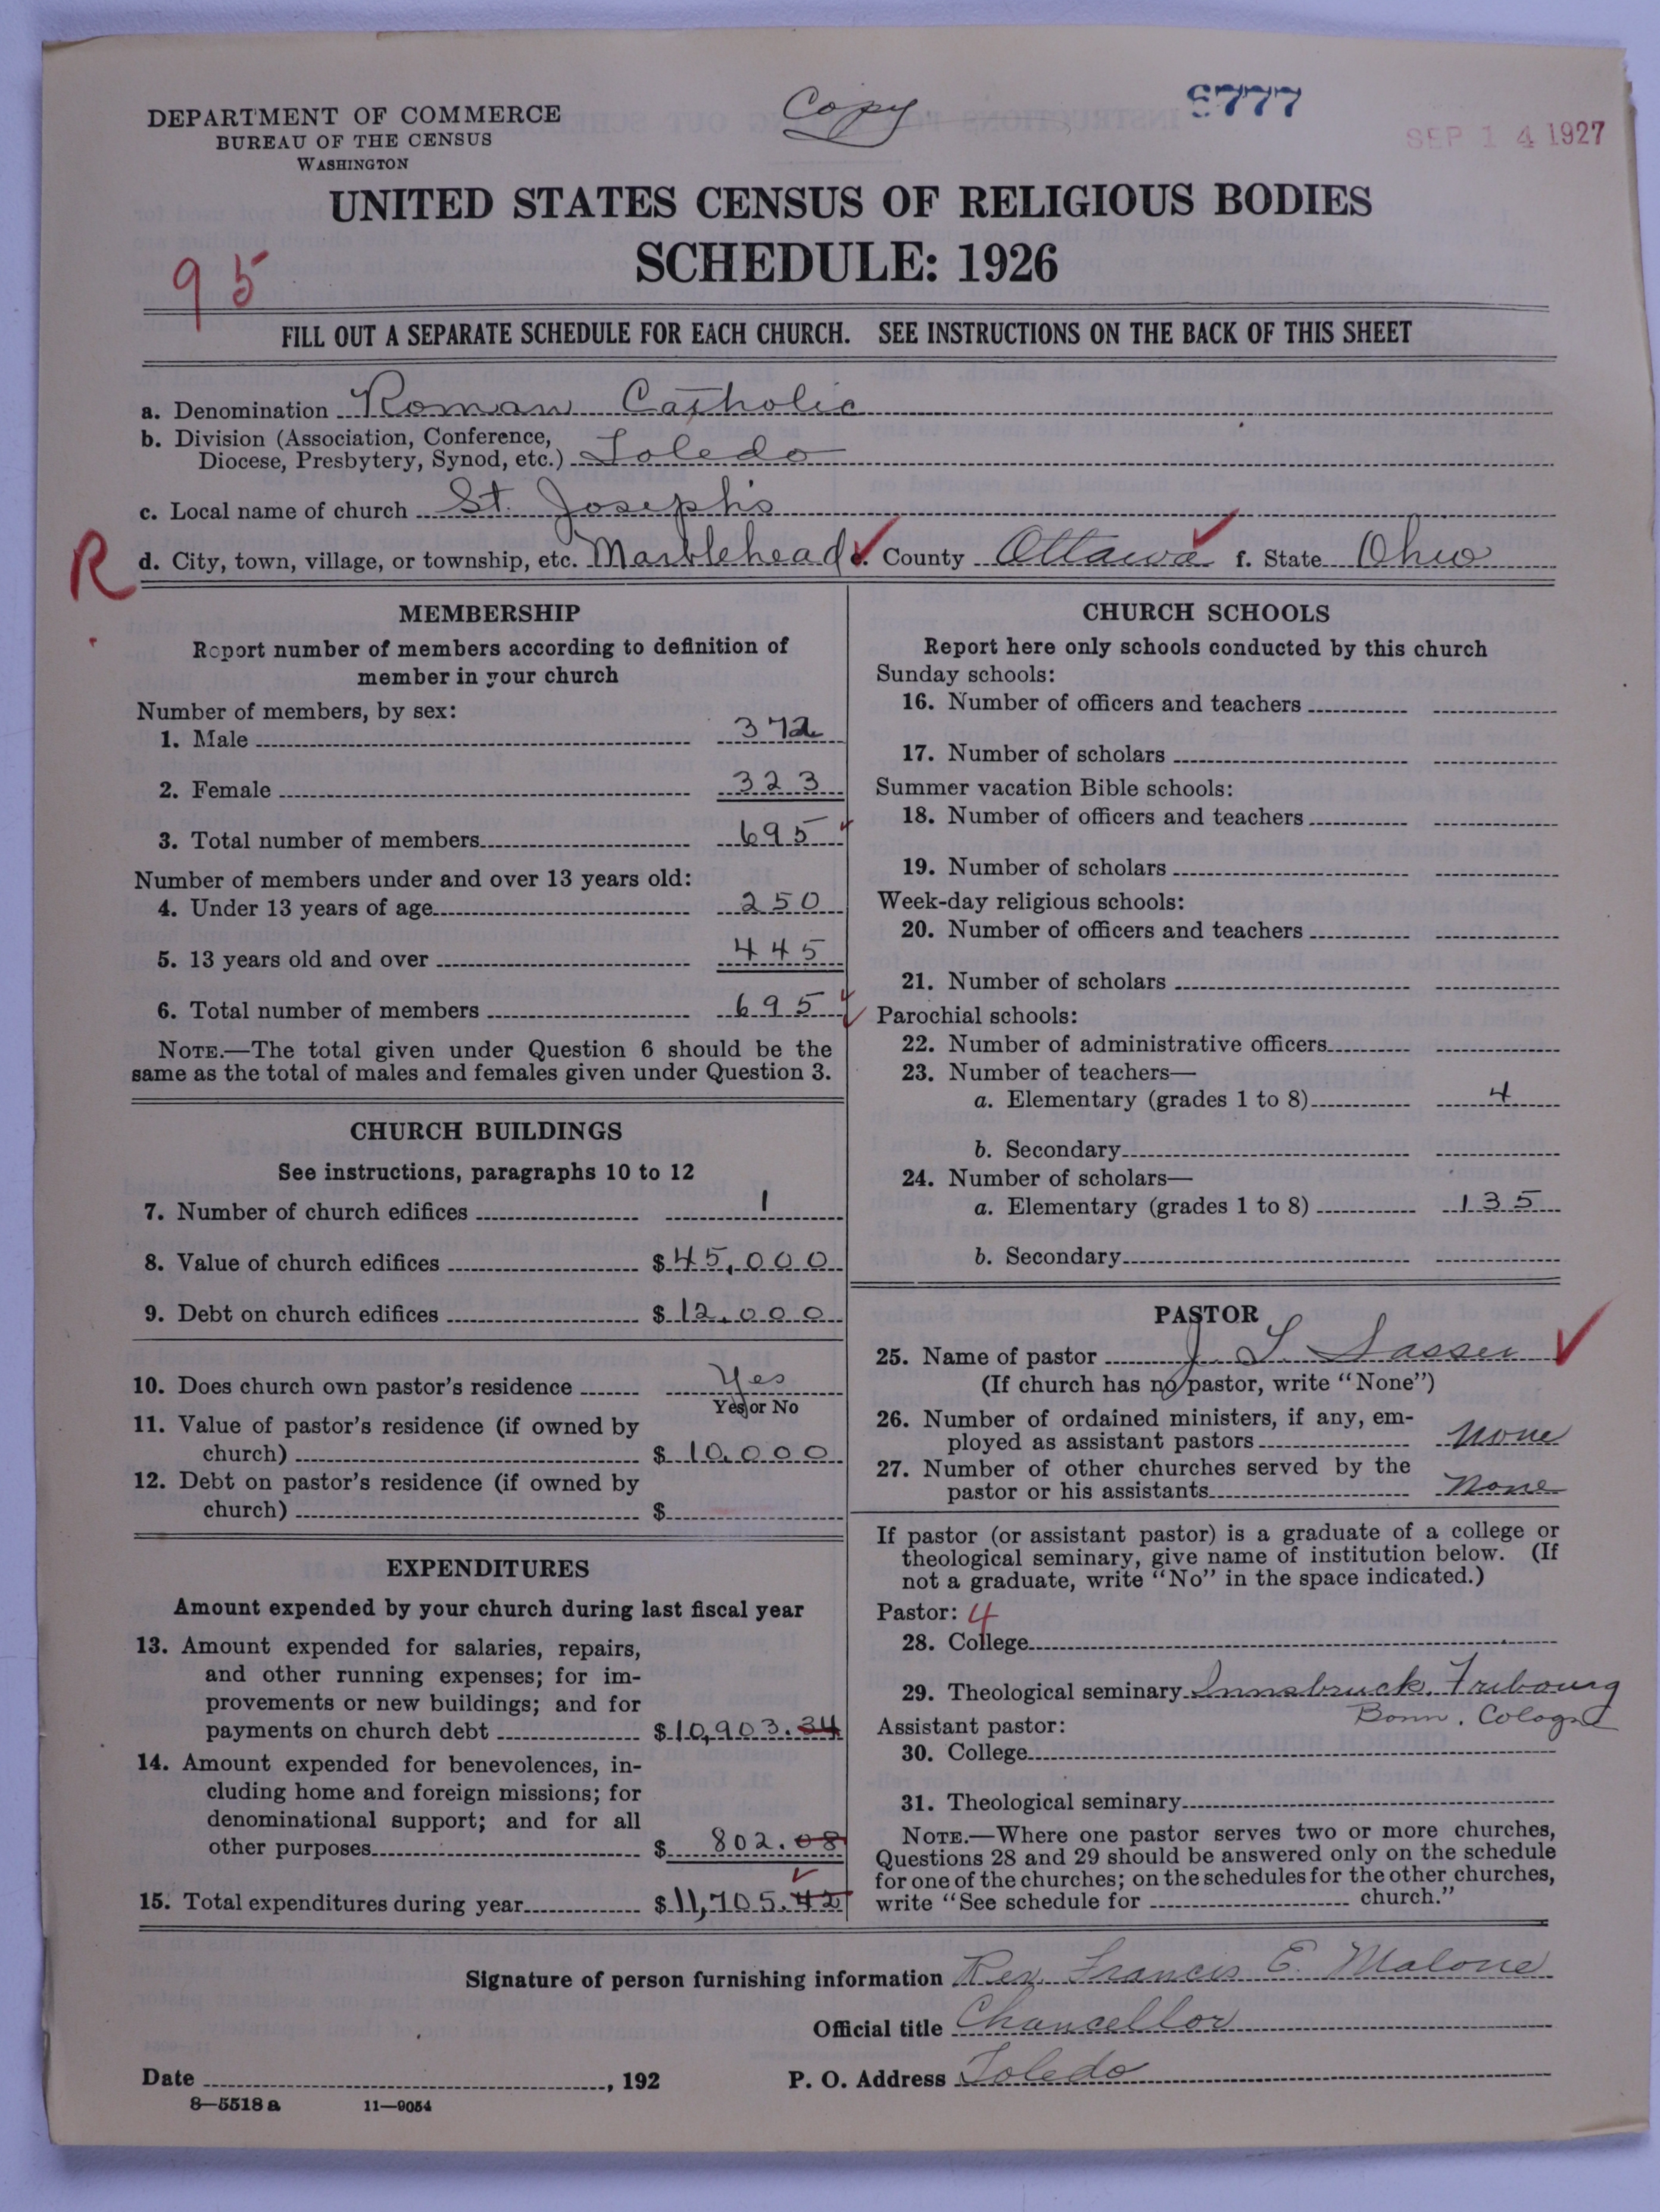 Copy
8777
SEP 14 1927
DEPARTMENT OF COMMERCE
BUREAU OF THE CENSUS
WASHINGTON
UNITED STATES CENSUS OF RELIGIOUS BODIES
SCHEDULE: 1926
95
FILL OUT A SEPARATE SCHEDULE FOR EACH CHURCH. SEE INSTRUCTIONS ON THE BACK OF THIS SHEET
a. Denomination Roman Catholic
b. Division (Association, Conference,
Diocese, Presbytery, Synod, etc.) Toledo
c. Local name of church St. Joseph's
R d. City, town, village, or township, etc. Marblehead e. County Ottawa f. State Ohio
MEMBERSHIP
Report number of members according to definition of
member in your church
Number of members, by sex:
1. Male 372
2. Female 323
3. Total number of members 695
Number of members under and over 13 years old:
4. Under 13 years of age 250
5. 13 years old and over 445
6. Total number of members 695
NOTE.—The total given under Question 6 should be the
same as the total of males and females given under Question 3.
CHURCH BUILDINGS
See instructions, paragraphs 10 to 12
7. Number of church edifices 1
8. Value of church edifices $45,000
9. Debt on church edifices $12,000
10. Does church own pastor's residence Yes
Yes or No
11. Value of pastor's residence (if owned by
church) $10,000
12. Debt on pastor's residence (if owned by
church) $
EXPENDITURES
Amount expended by your church during last fiscal year
13. Amount expended for salaries, repairs,
and other running expenses; for im-
provements or new buildings; and for
payments on church debt $10,903.34
14. Amount expended for benevolences, in-
cluding home and foreign missions; for
denominational support; and for all
other purposes $802.08
15. Total expenditures during year $11,705.42
CHURCH SCHOOLS
Report here only schools conducted by this church
Sunday schools:
16. Number of officers and teachers
17. Number of scholars
Summer vacation Bible schools:
18. Number of officers and teachers
19. Number of scholars
Week-day religious schools:
20. Number of officers and teachers
21. Number of scholars
Parochial schools:
22. Number of administrative officers
23. Number of teachers—
a. Elementary (grades 1 to 8) 4
b. Secondary
24. Number of scholars—
a. Elementary (grades 1 to 8) 135
b. Secondary
PASTOR
25. Name of pastor J. L.
(If church has no pastor, write "None")
26. Number of ordained ministers, if any, em-
ployed as assistant pastors None
27. Number of other churches served by the
pastor or his assistants None
If pastor (or assistant pastor) is a graduate of a college or
theological seminary, give name of institution below. (If
not a graduate, write "No" in the space indicated.)
Pastor: 4
28. College
29. Theological seminary Innsbruck, Fribourg
Bonn, Cologne
Assistant pastor:
30. College
31. Theological seminary
NOTE.—Where one pastor serves two or more churches,
Questions 28 and 29 should be answered only on the schedule
for one of the churches; on the schedules for the other churches,
write "See schedule for church."
Signature of person furnishing information Rev. Francis E. Malone
Official title Chancellor
Date , 192 P. O. Address Toledo
8—5518 a 11—9054